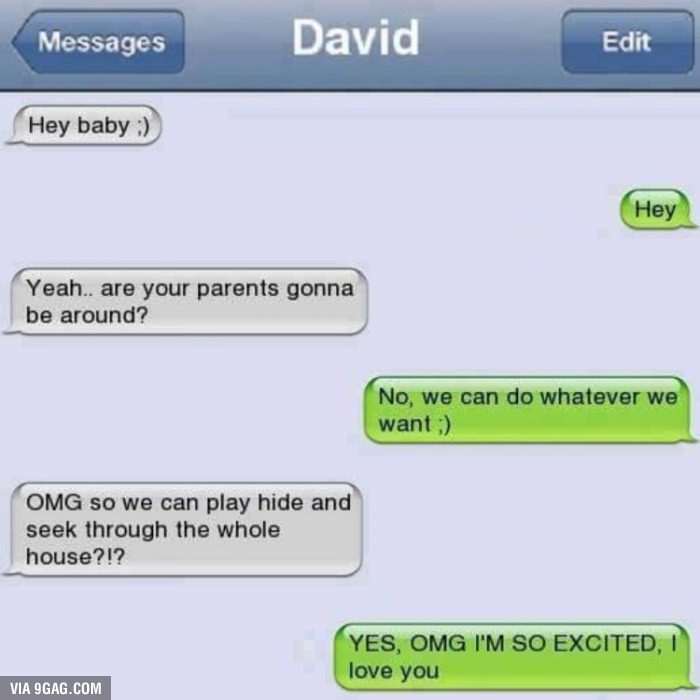 Messages
David
Edit
Hey baby ;)
Hey
Yeah.. are your parents gonna
be around?
No, we can do whatever we
want ;)
OMG so we can play hide and
seek through the whole
house?!?
YES, OMG I'M SO EXCITED, I
love you
VIA 9GAG.COM